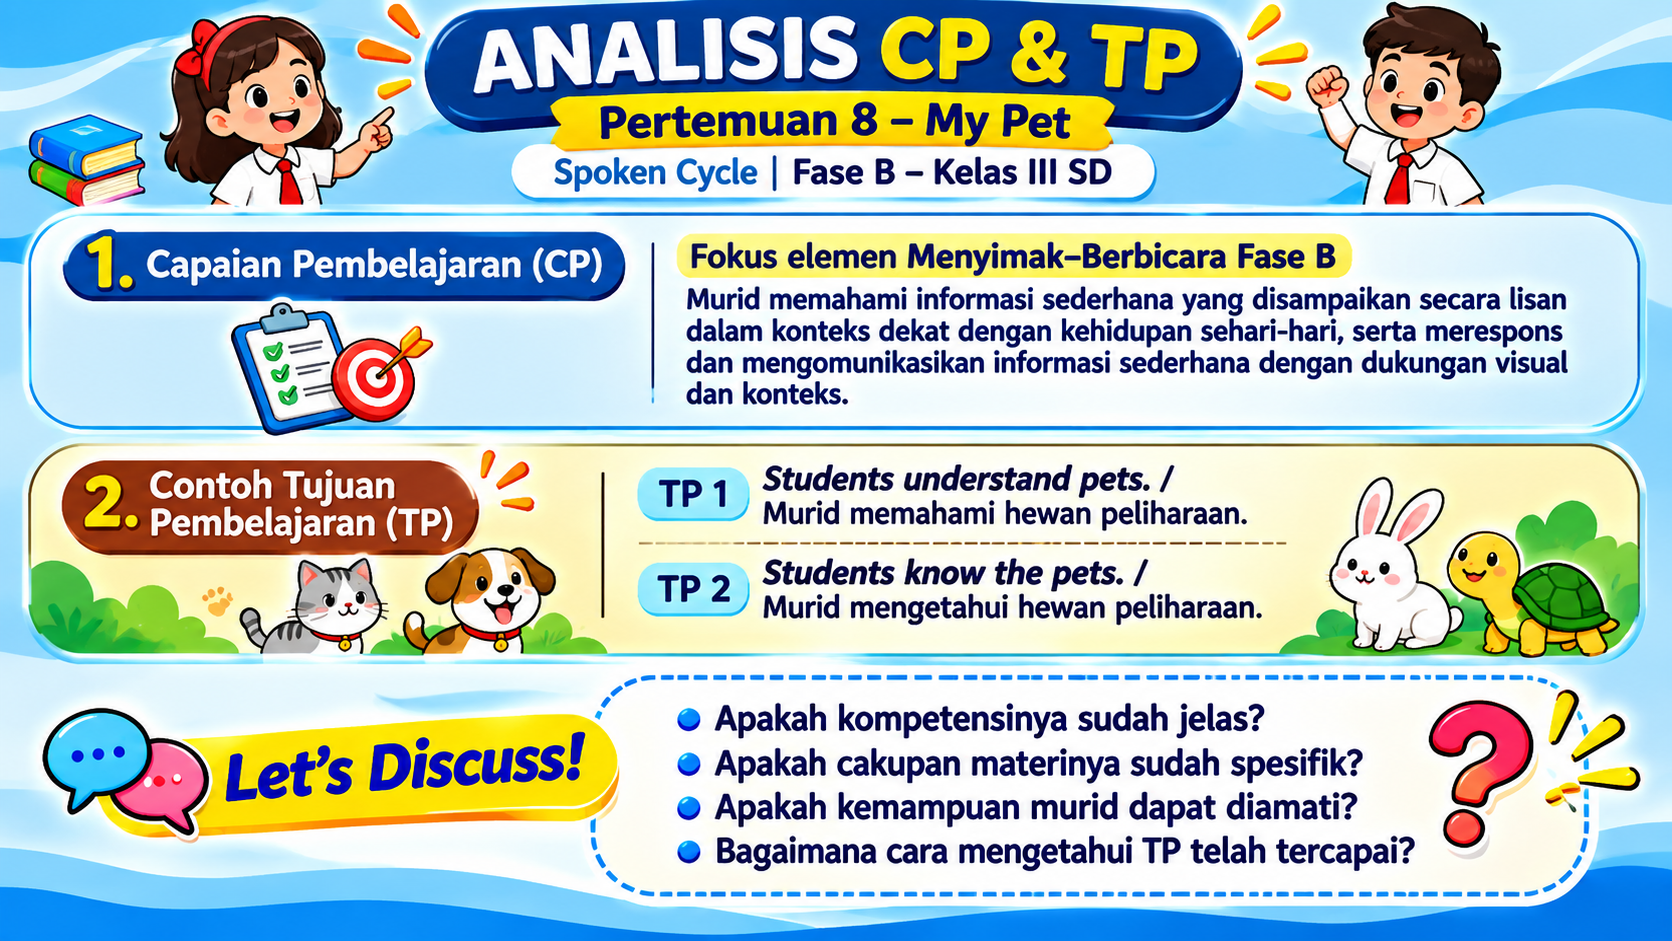 ANALISIS CP & TP
Pertemuan 8 – My Pet
Spoken Cycle | Fase B – Kelas III SD
1. Capaian Pembelajaran (CP)
Fokus elemen Menyimak–Berbicara Fase B
Murid memahami informasi sederhana yang disampaikan secara lisan
dalam konteks dekat dengan kehidupan sehari-hari, serta merespons
dan mengomunikasikan informasi sederhana dengan dukungan visual
dan konteks.
2. Contoh Tujuan
Pembelajaran (TP)
TP 1
Students understand pets. /
Murid memahami hewan peliharaan.
TP 2
Students know the pets. /
Murid mengetahui hewan peliharaan.
Let's Discuss!
Apakah kompetensinya sudah jelas?
Apakah cakupan materinya sudah spesifik?
Apakah kemampuan murid dapat diamati?
Bagaimana cara mengetahui TP telah tercapai?